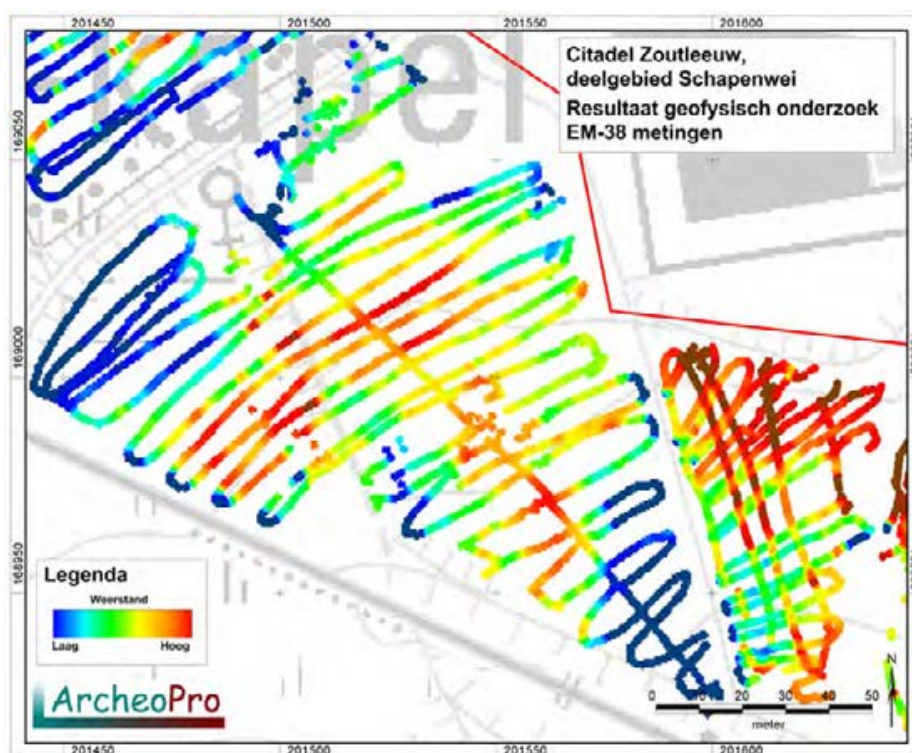 201450 201500 201550 201600
Kapel
Citadel Zoutleeuw,
deelgebied Schapenwei
Resultaat geofysisch onderzoek
EM-38 metingen
169050
169000
168950
Legenda
Weerstand
Laag Hoog
ArcheoPro
N
0 10 20 30 40 50
meter
201450 201500 201550 201600